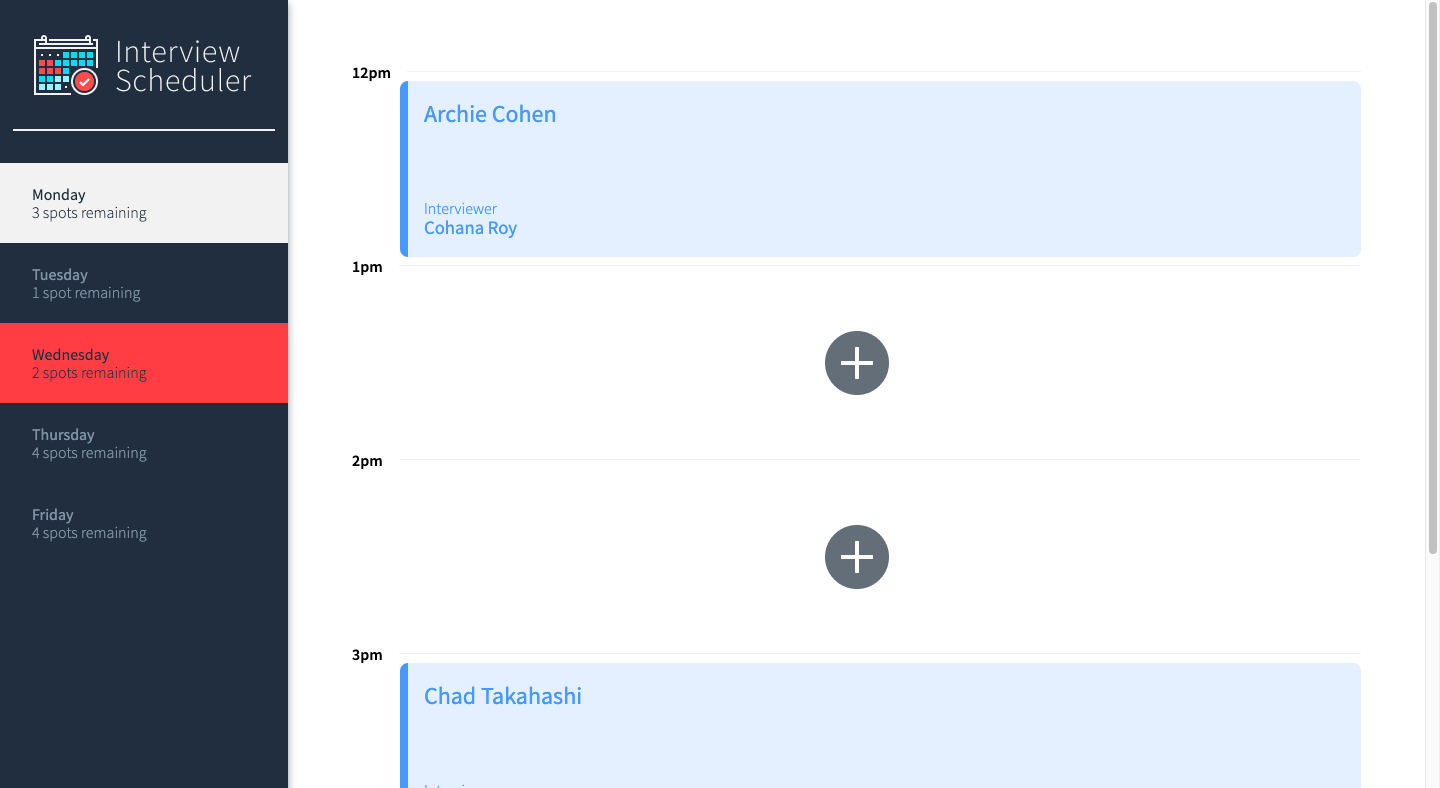 Interview
Scheduler
Monday
3 spots remaining
Tuesday
1 spot remaining
Wednesday
2 spots remaining
Thursday
4 spots remaining
Friday
4 spots remaining
12pm
Archie Cohen
Interviewer
Cohana Roy
1pm
2pm
3pm
Chad Takahashi